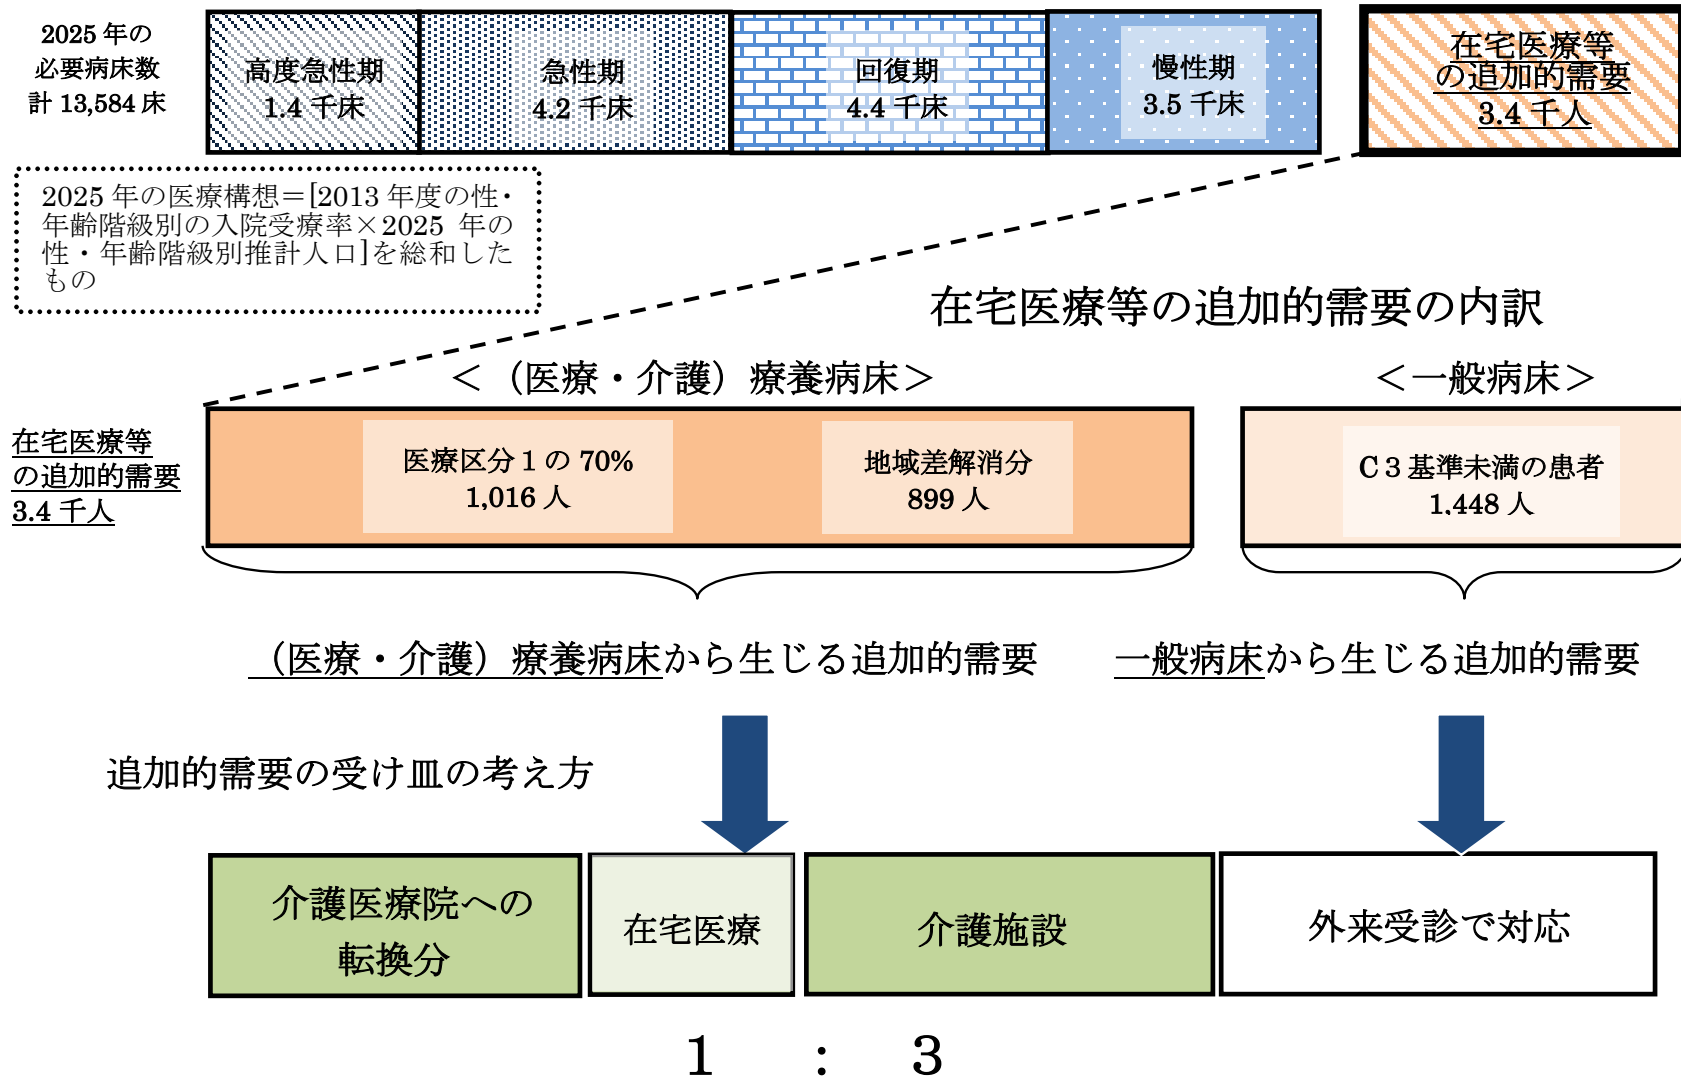 2025 年の
必要病床数
計 13,584 床
高度急性期
1.4 千床
急性期
4.2 千床
回復期
4.4 千床
慢性期
3.5 千床
在宅医療等
の追加的需要
3.4 千人
2025 年の医療構想＝[2013 年度の性・
年齢階級別の入院受療率×2025 年の
性・年齢階級別推計人口]を総和した
もの
在宅医療等の追加的需要の内訳
＜（医療・介護）療養病床＞
＜一般病床＞
在宅医療等
の追加的需要
3.4 千人
医療区分１の 70%
1,016 人
地域差解消分
899 人
Ｃ３基準未満の患者
1,448 人
（医療・介護）療養病床から生じる追加的需要
一般病床から生じる追加的需要
追加的需要の受け皿の考え方
介護医療院への
転換分
在宅医療
介護施設
外来受診で対応
１ ： ３